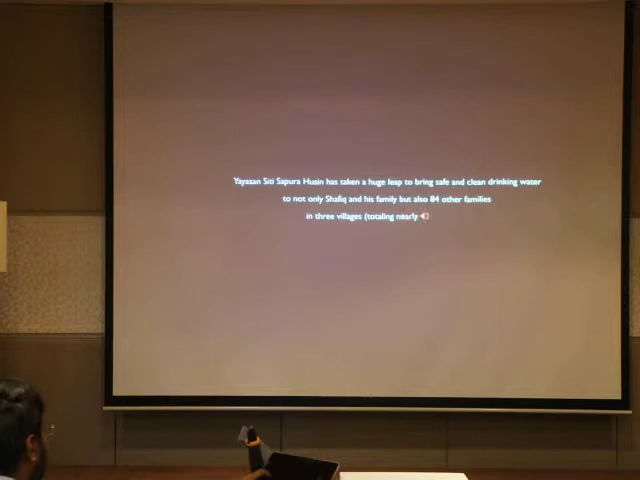 Yayasan Siti Sapura Husin has taken a huge leap to bring safe and clean drinking water
to not only Shafiq and his family but also 84 other families
in three villages (totaling nearly